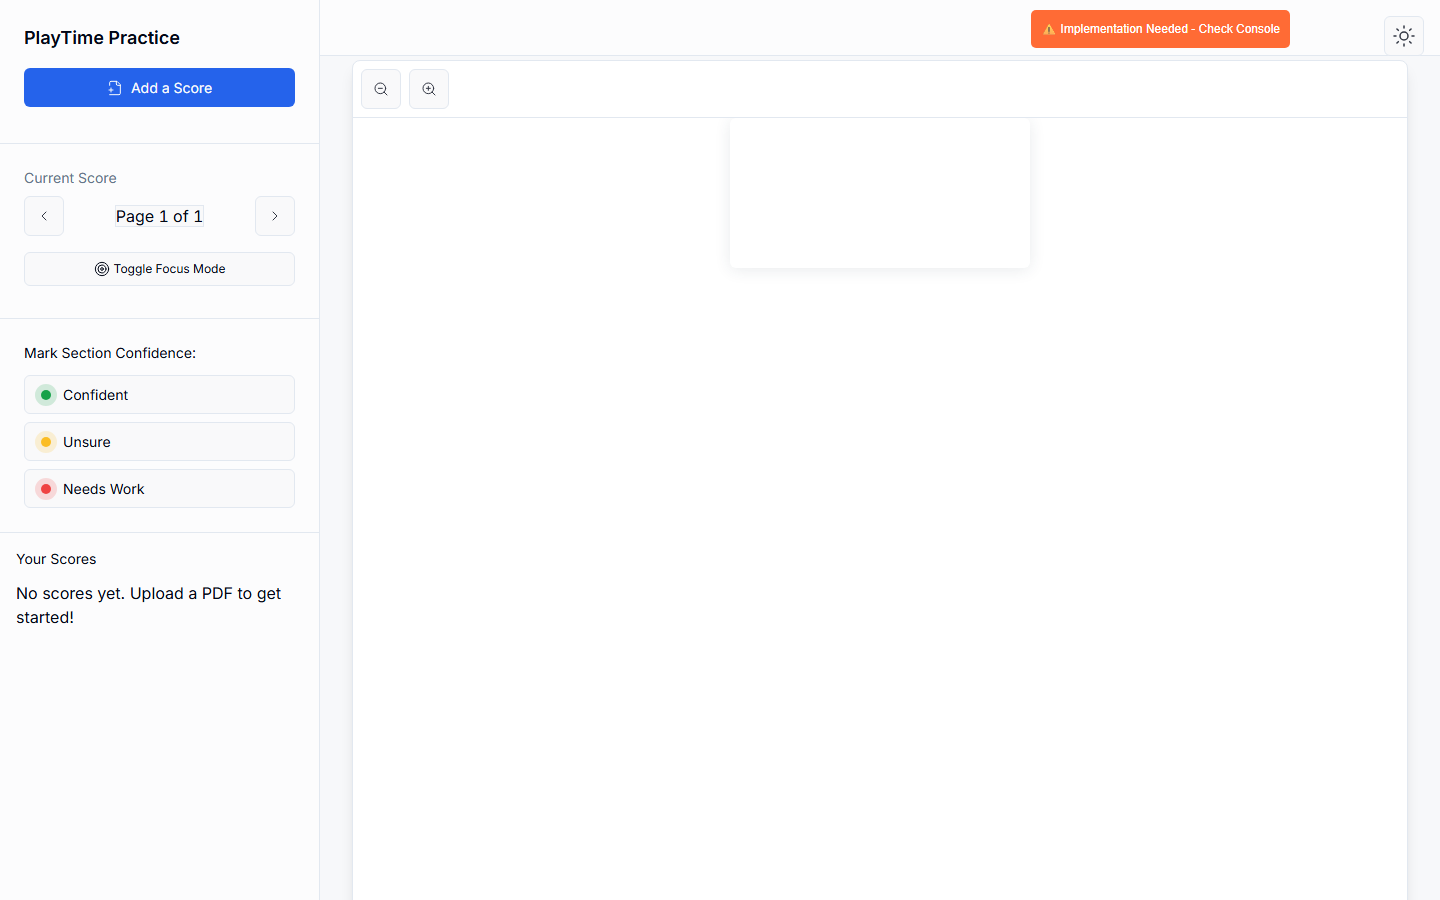 PlayTime Practice
Add a Score
⚠️ Implementation Needed - Check Console
Current Score
Page 1 of 1
Toggle Focus Mode
Mark Section Confidence:
Confident
Unsure
Needs Work
Your Scores
No scores yet. Upload a PDF to get
started!